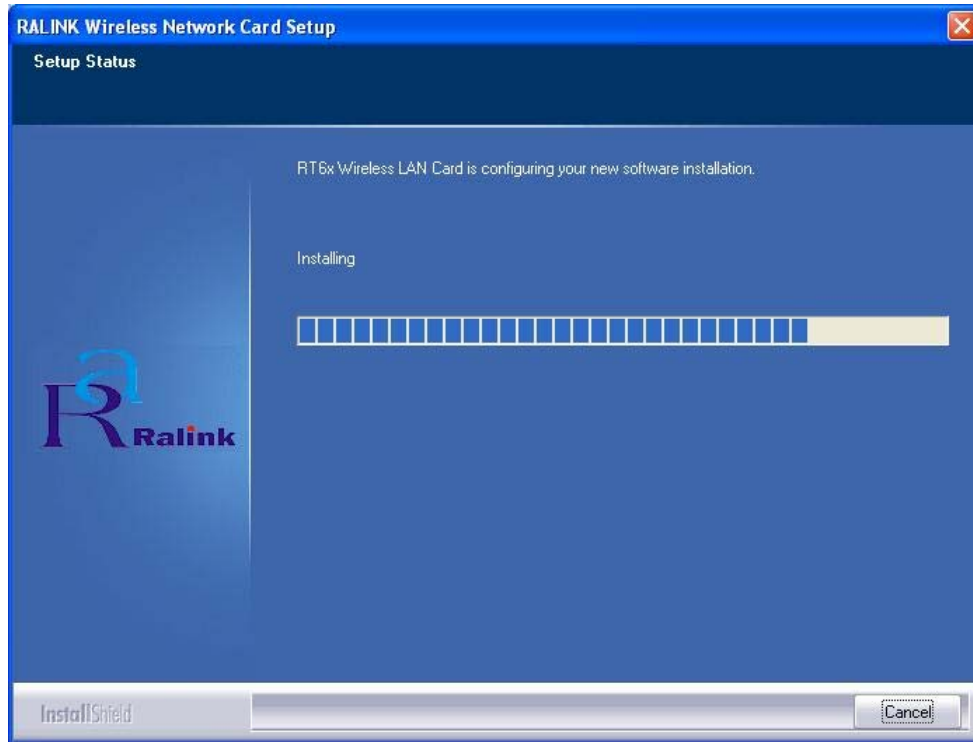 RALINK Wireless Network Card Setup
Setup Status
RT6x Wireless LAN Card is configuring your new software installation.
Installing
Ra
Ralink
InstallShield
Cancel